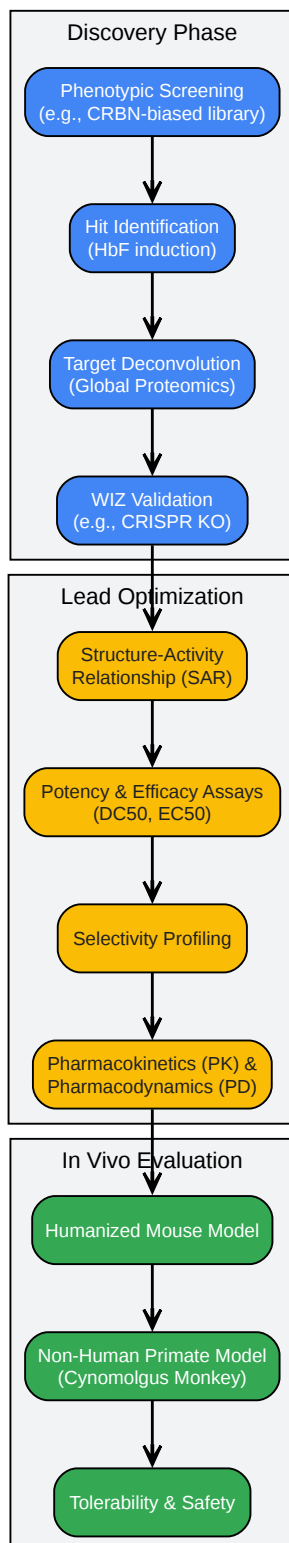 Discovery Phase
Phenotypic Screening
(e.g., CRBN-biased library)
Hit Identification
(HbF induction)
Target Deconvolution
(Global Proteomics)
WIZ Validation
(e.g., CRISPR KO)
Lead Optimization
Structure-Activity
Relationship (SAR)
Potency & Efficacy Assays
(DC50, EC50)
Selectivity Profiling
Pharmacokinetics (PK) &
Pharmacodynamics (PD)
In Vivo Evaluation
Humanized Mouse Model
Non-Human Primate Model
(Cynomolgus Monkey)
Tolerability & Safety